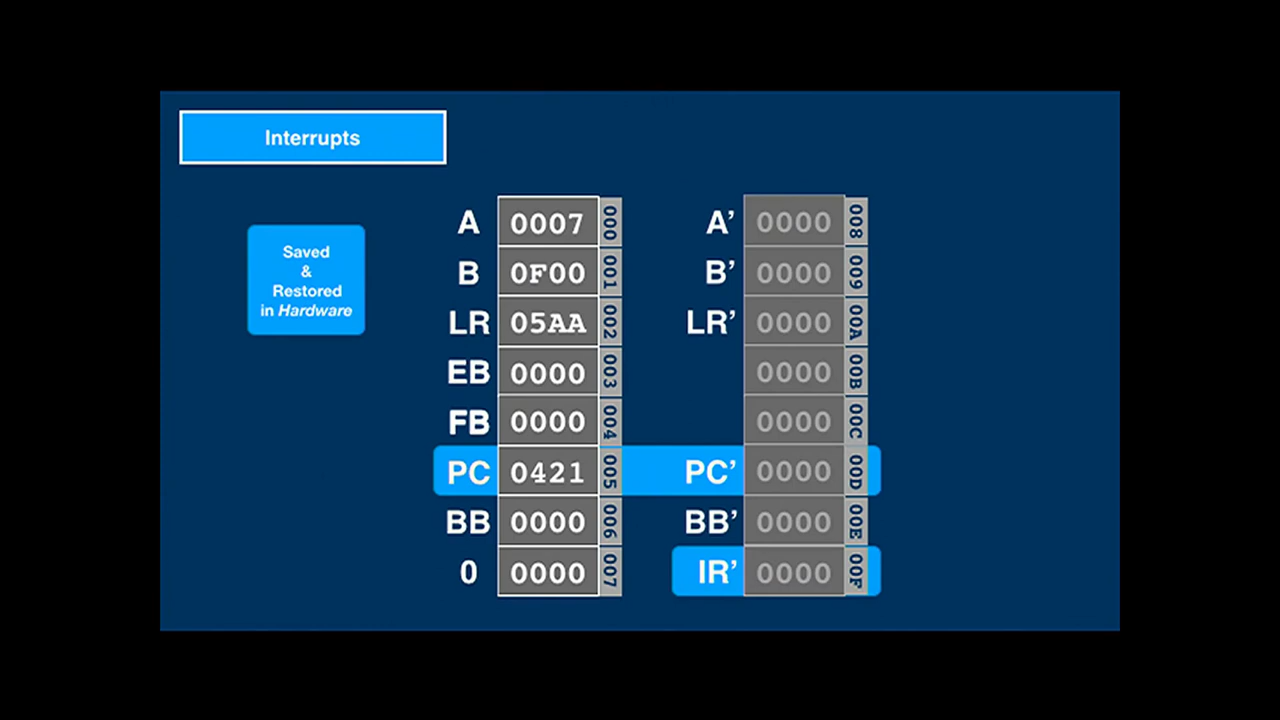 Interrupts
Saved
&
Restored
in Hardware
A 0007 000 A’ 0000 008
B 0F00 001 B’ 0000 009
LR 05AA 002 LR’ 0000 00A
EB 0000 003 0000 00B
FB 0000 004 0000 00C
PC 0421 005 PC’ 0000 00D
BB 0000 006 BB’ 0000 00E
0 0000 007 IR’ 0000 00F